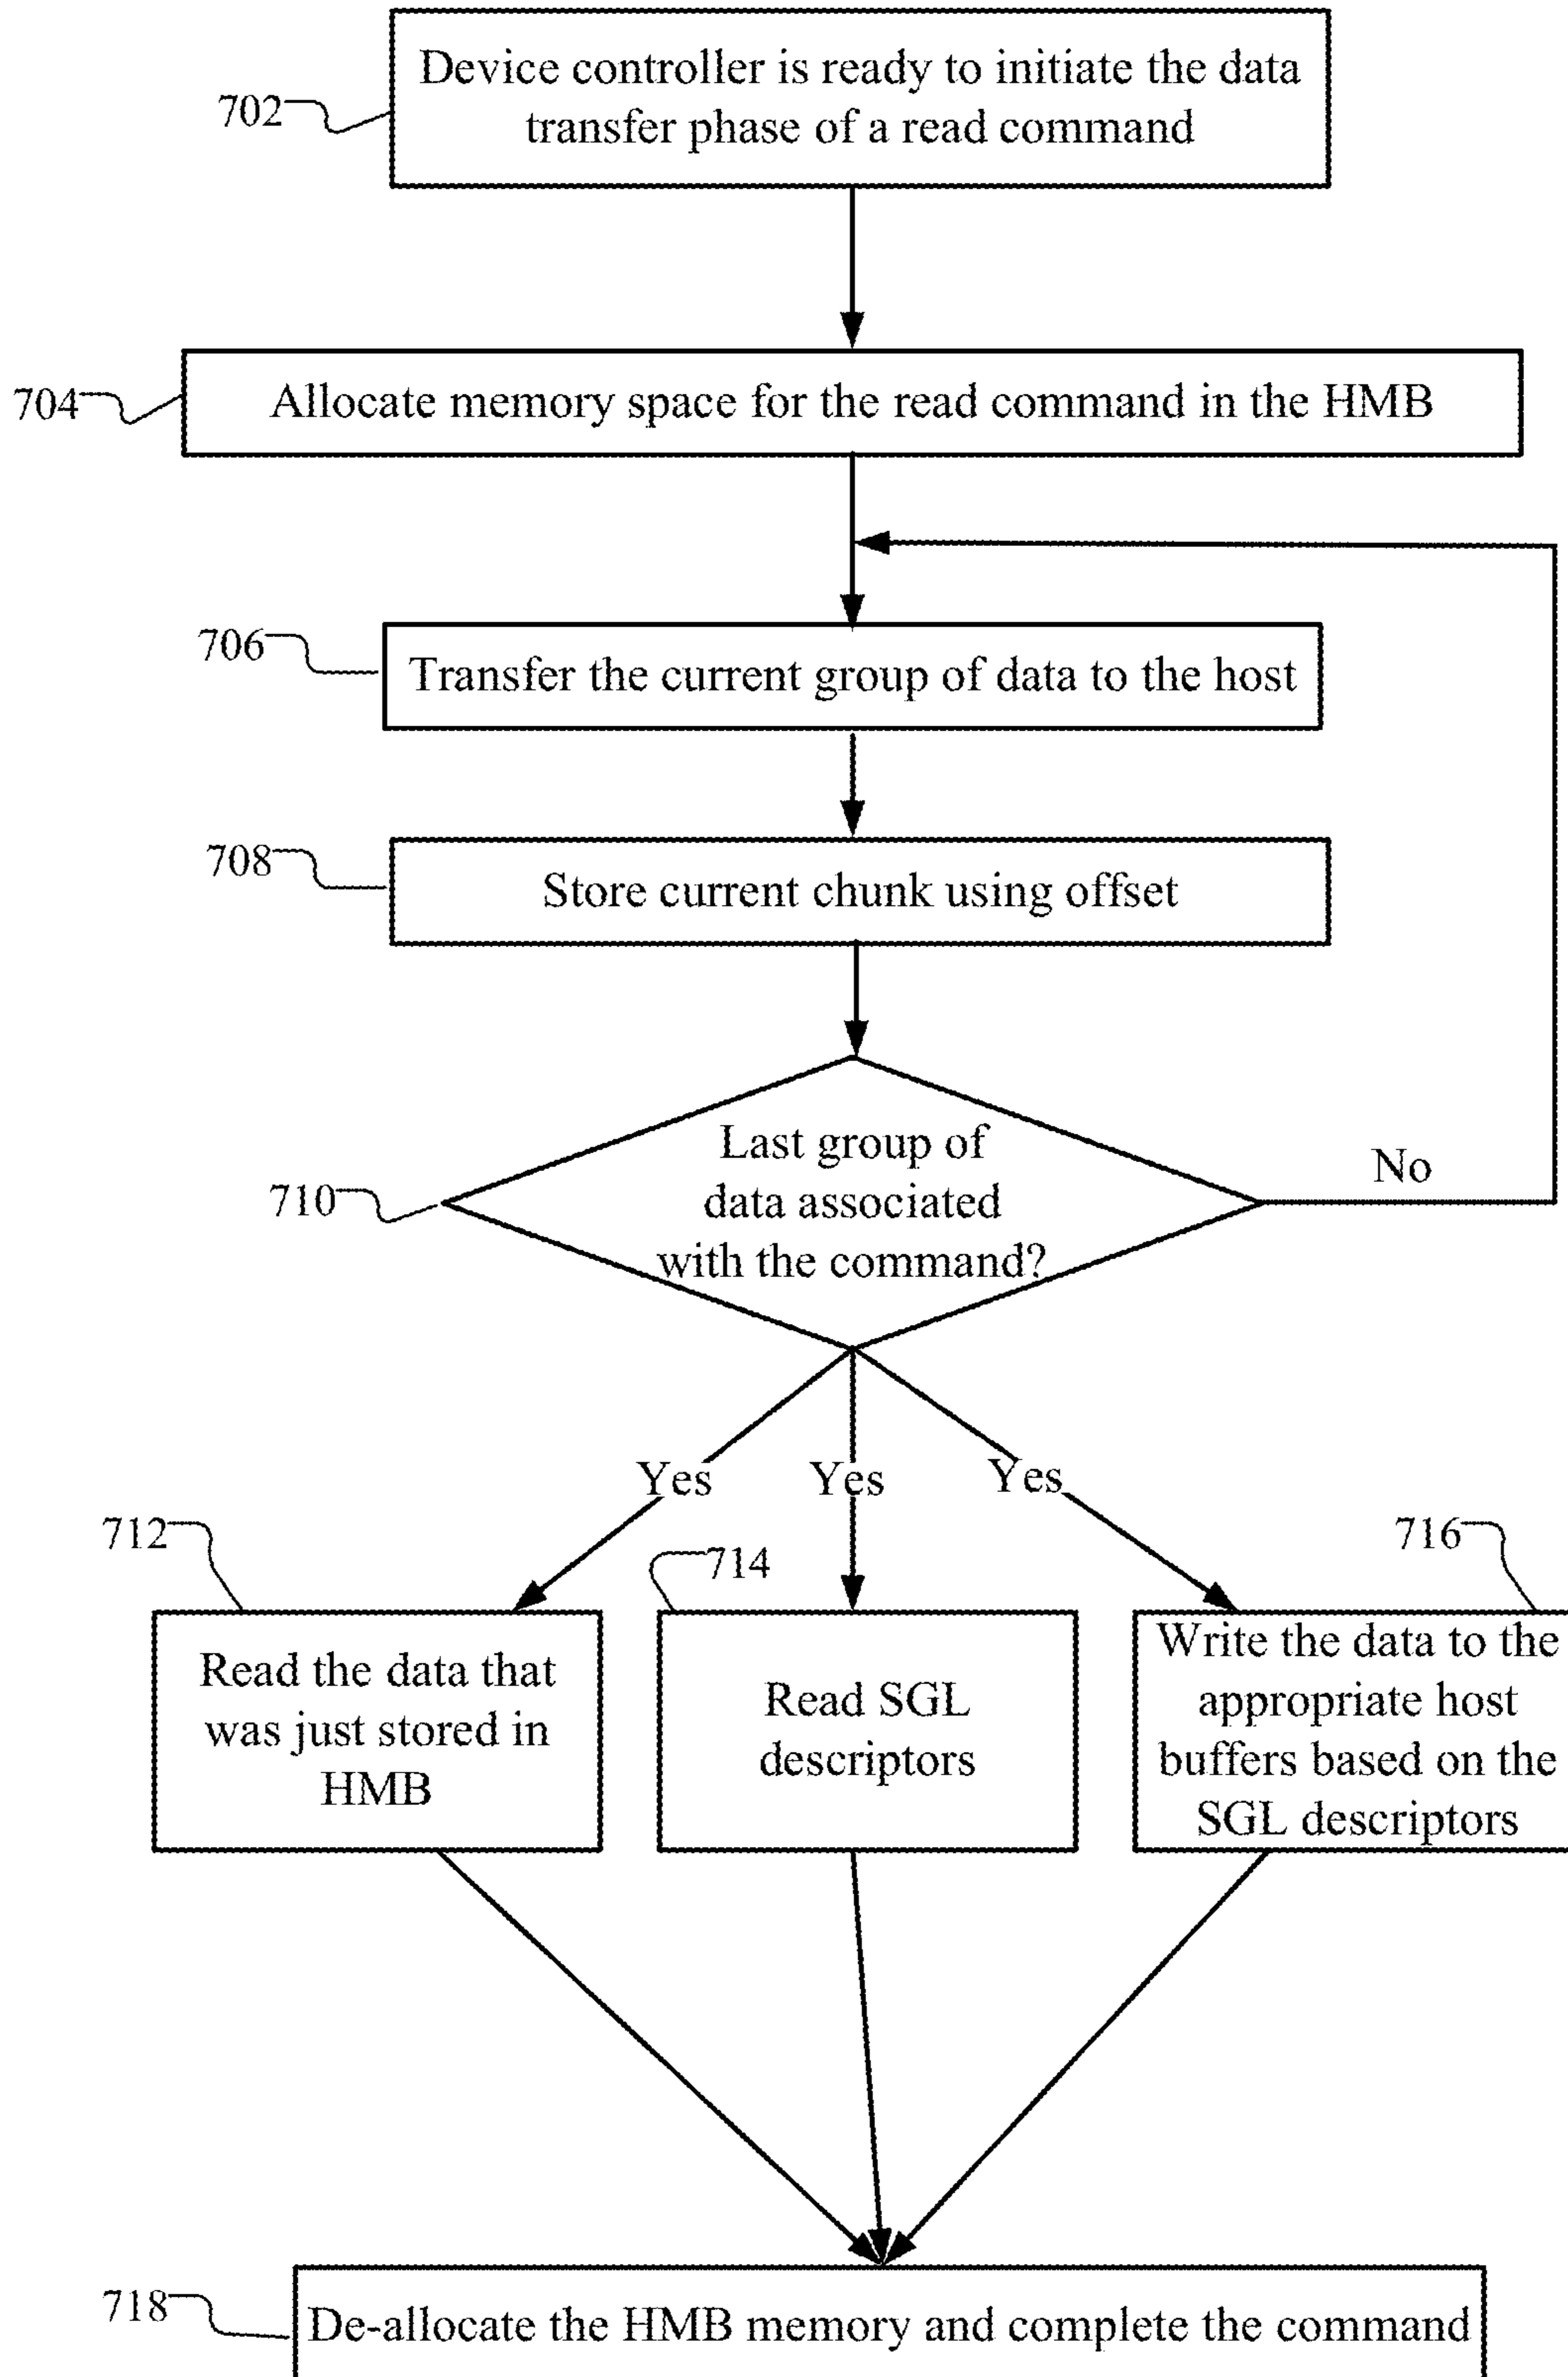 Device controller is ready to initiate the data
transfer phase of a read command
702
Allocate memory space for the read command in the HMB
704
706
Transfer the current group of data to the host
708
Store current chunk using offset
Last group of
data associated
with the command?
710
No
Yes
Yes
Yes
712
714
716
Read the data that
was just stored in
HMB
Read SGL
descriptors
Write the data to the
appropriate host
buffers based on the
SGL descriptors
718
De-allocate the HMB memory and complete the command